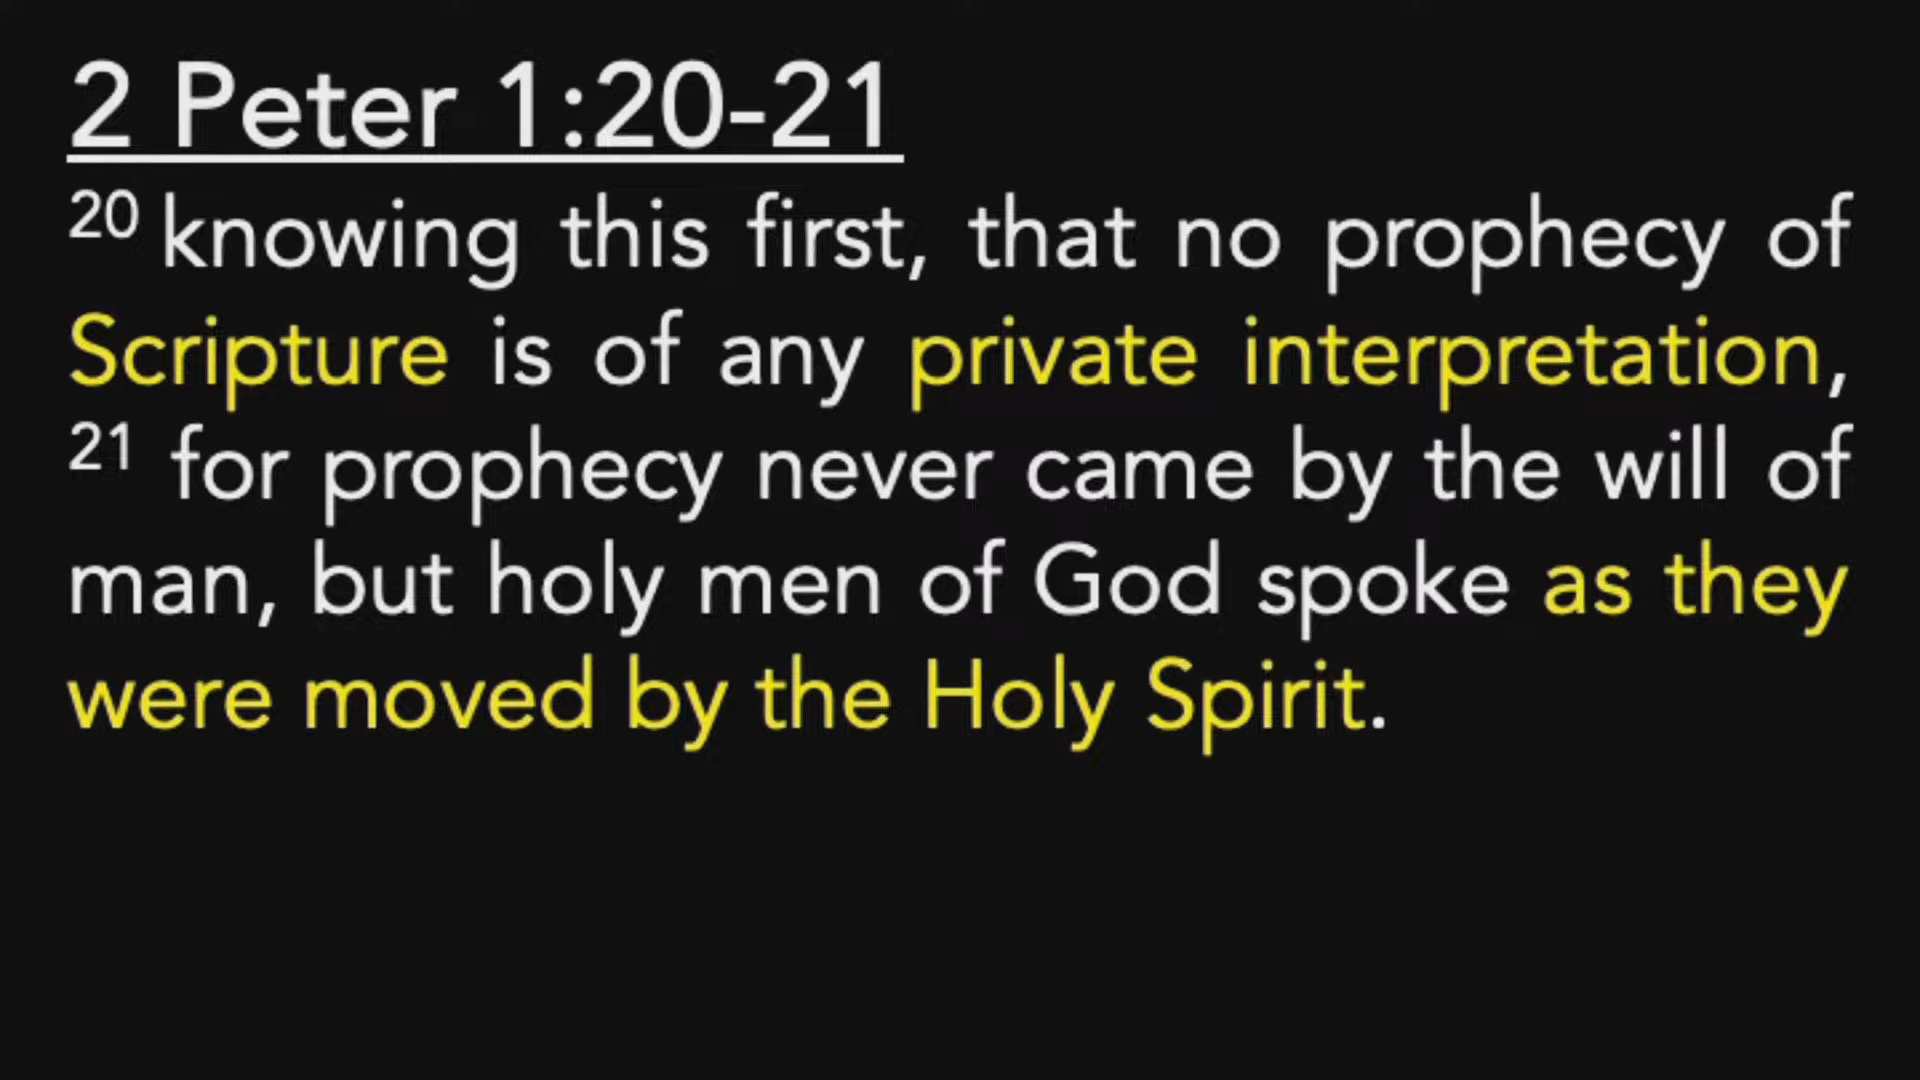 2 Peter 1:20-21
20 knowing this first, that no prophecy of
Scripture is of any private interpretation,
21 for prophecy never came by the will of
man, but holy men of God spoke as they
were moved by the Holy Spirit.